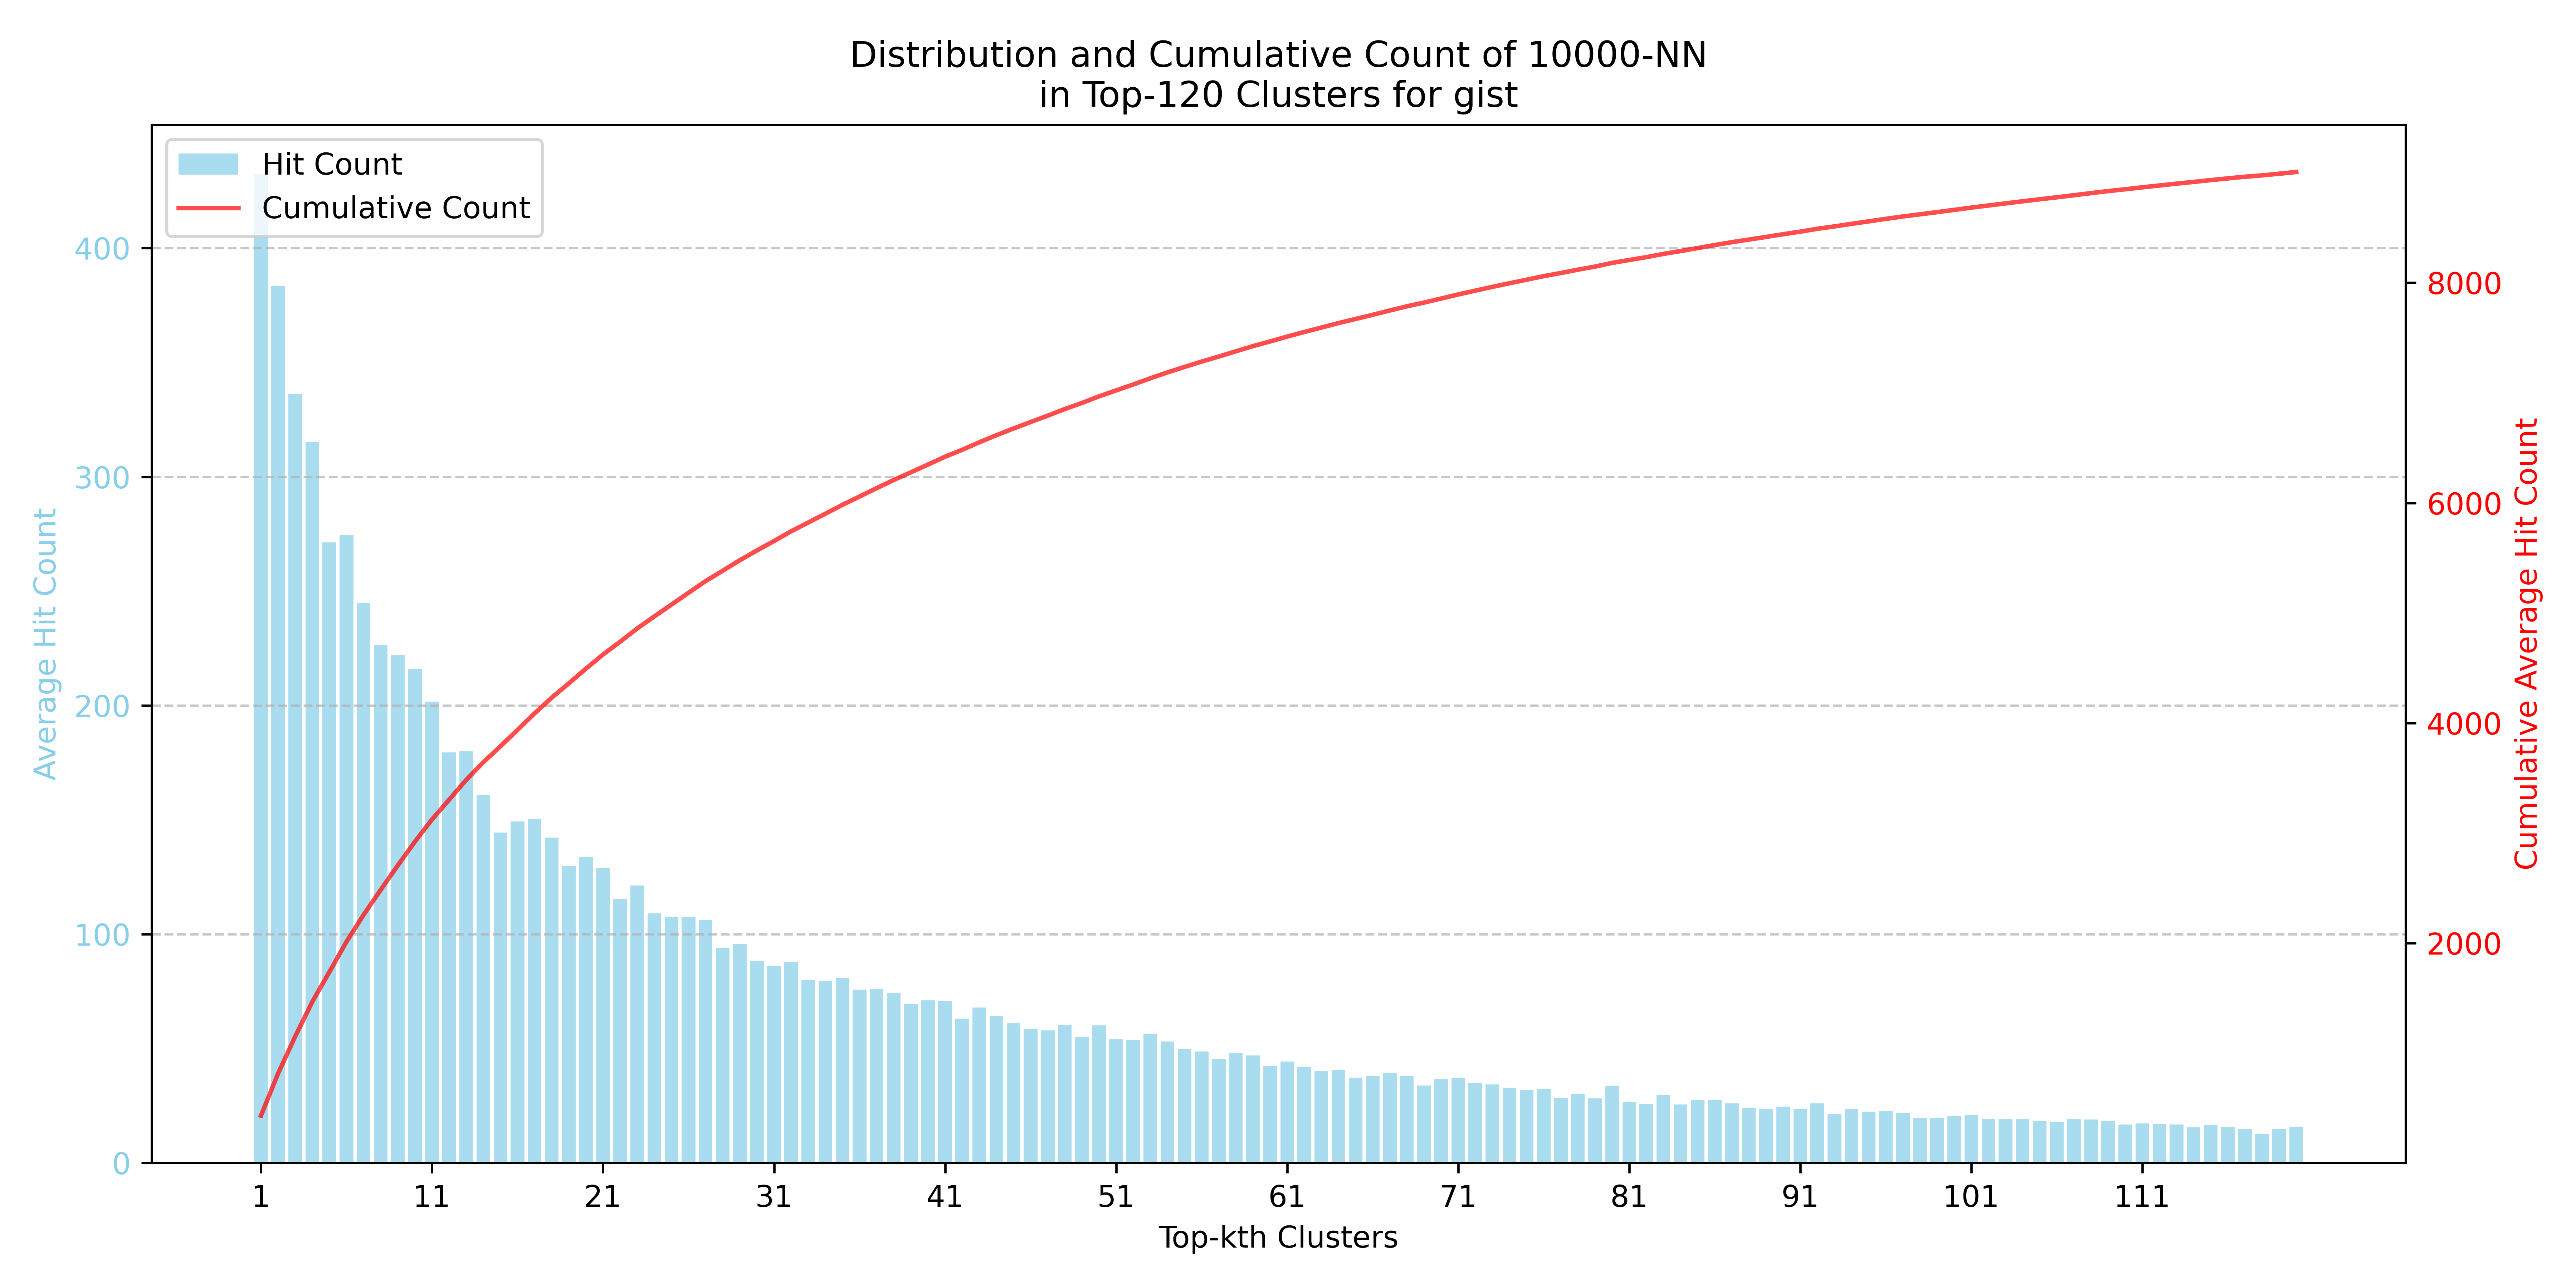 Distribution and Cumulative Count of 10000-NN
in Top-120 Clusters for gist
Hit Count
Cumulative Count
400
300
200
100
0
Average Hit Count
8000
6000
4000
2000
Cumulative Average Hit Count
1 11 21 31 41 51 61 71 81 91 101 111
Top-kth Clusters